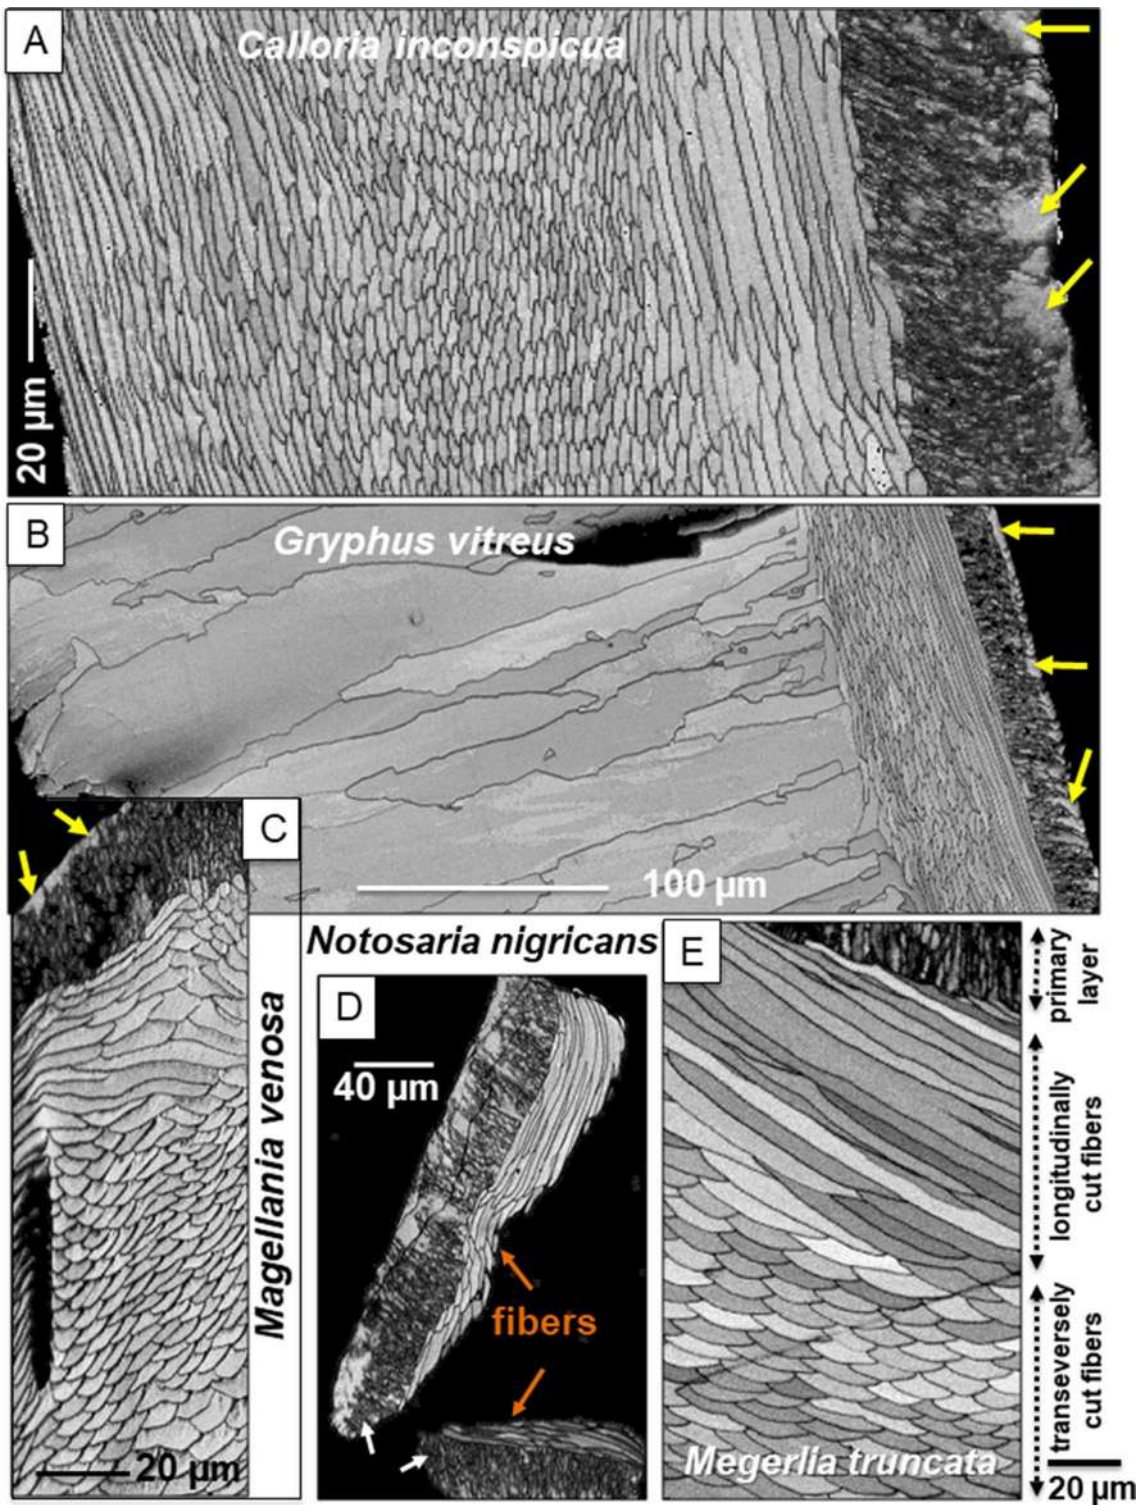 A
Calloria inconspicua
20 µm
B
Gryphus vitreus
100 µm
C
Magellania venosa
20 µm
Notosaria nigricans
D
40 µm
fibers
E
primary
layer
longitudinally
cut fibers
transeversely
cut fibers
Megerlia truncata
20 µm